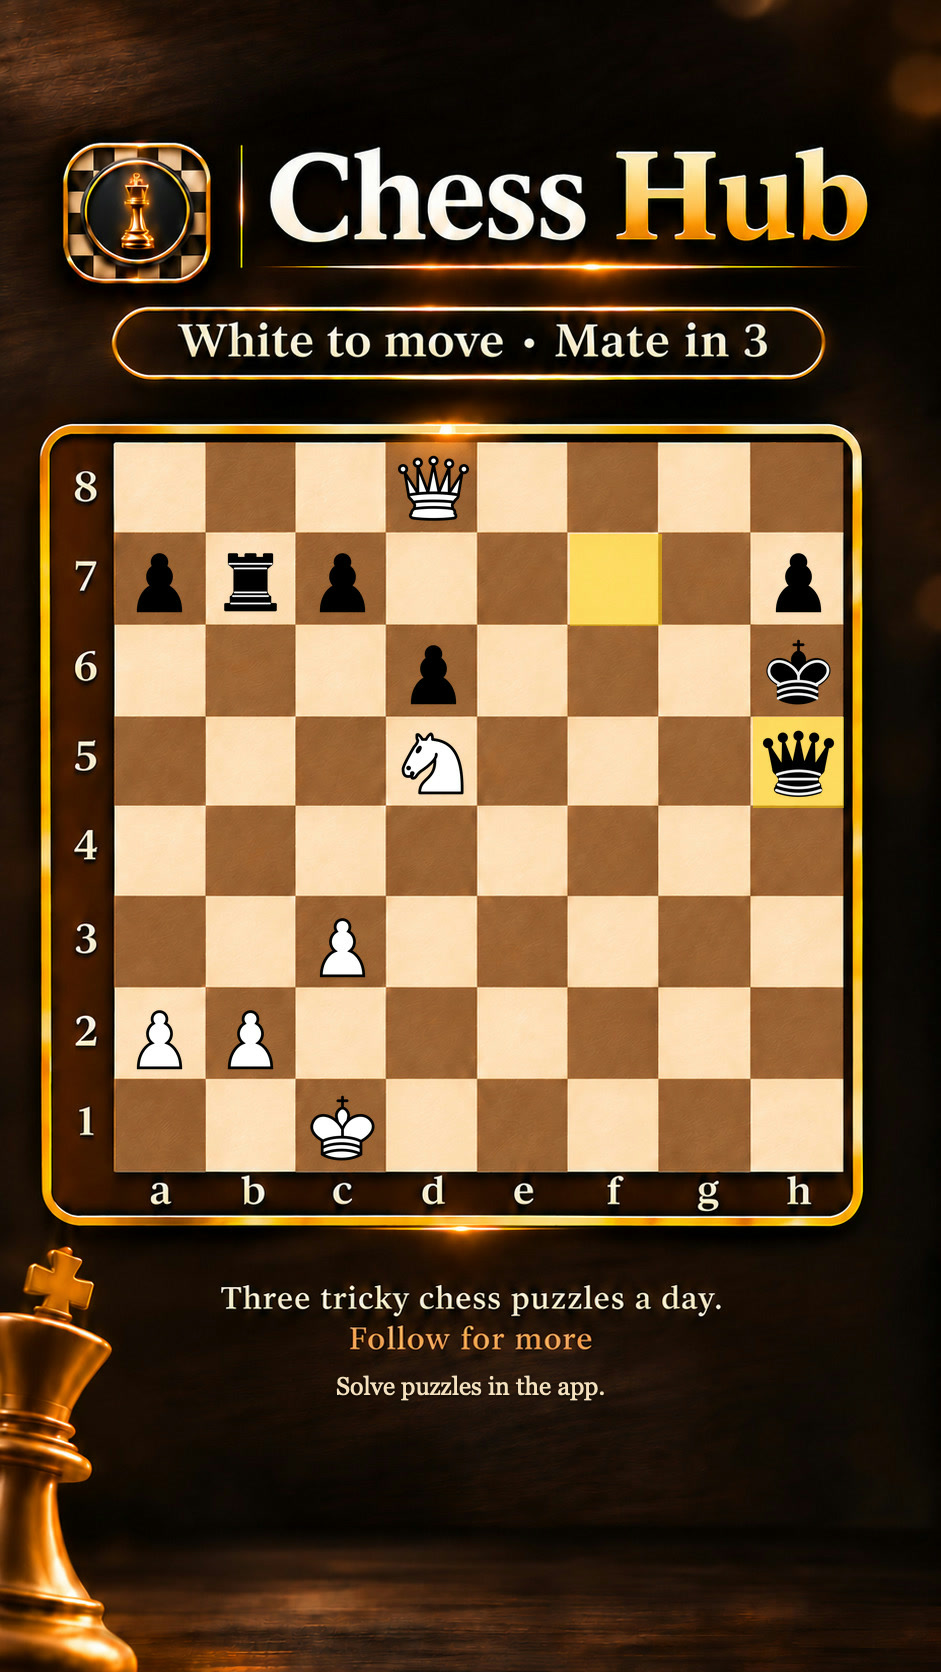 Chess Hub
White to move • Mate in 3
8
7
6
5
4
3
2
1
a b c d e f g h
Three tricky chess puzzles a day.
Follow for more
Solve puzzles in the app.